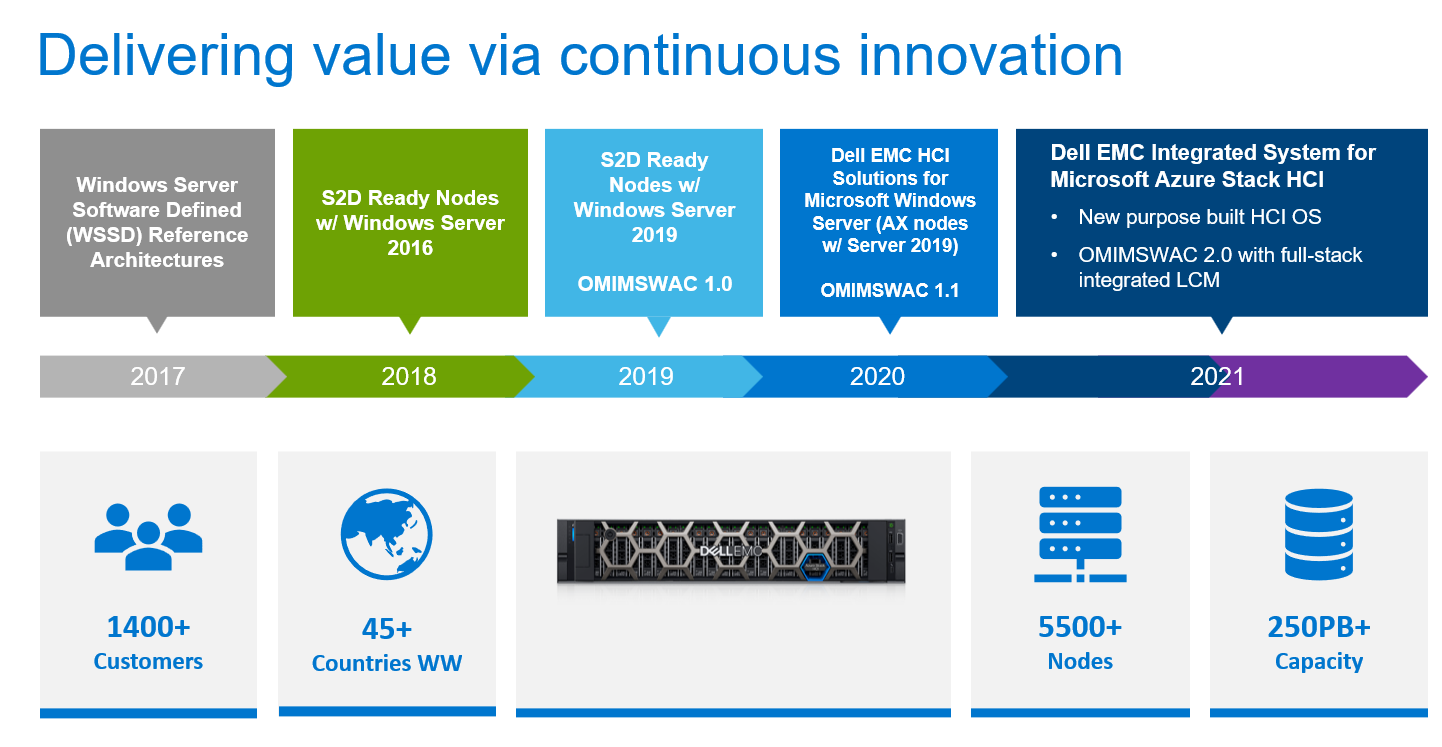 Delivering value via continuous innovation
Windows Server
Software Defined
(WSSD) Reference
Architectures
S2D Ready Nodes
w/ Windows Server
2016
S2D Ready
Nodes w/
Windows Server
2019
OMIMSWAC 1.0
Dell EMC HCI
Solutions for
Microsoft Windows
Server (AX nodes
w/ Server 2019)
OMIMSWAC 1.1
Dell EMC Integrated System for
Microsoft Azure Stack HCI
• New purpose built HCI OS
• OMIMSWAC 2.0 with full-stack
integrated LCM
2017
2018
2019
2020
2021
1400+
Customers
45+
Countries WW
DELLEMC
5500+
Nodes
250PB+
Capacity